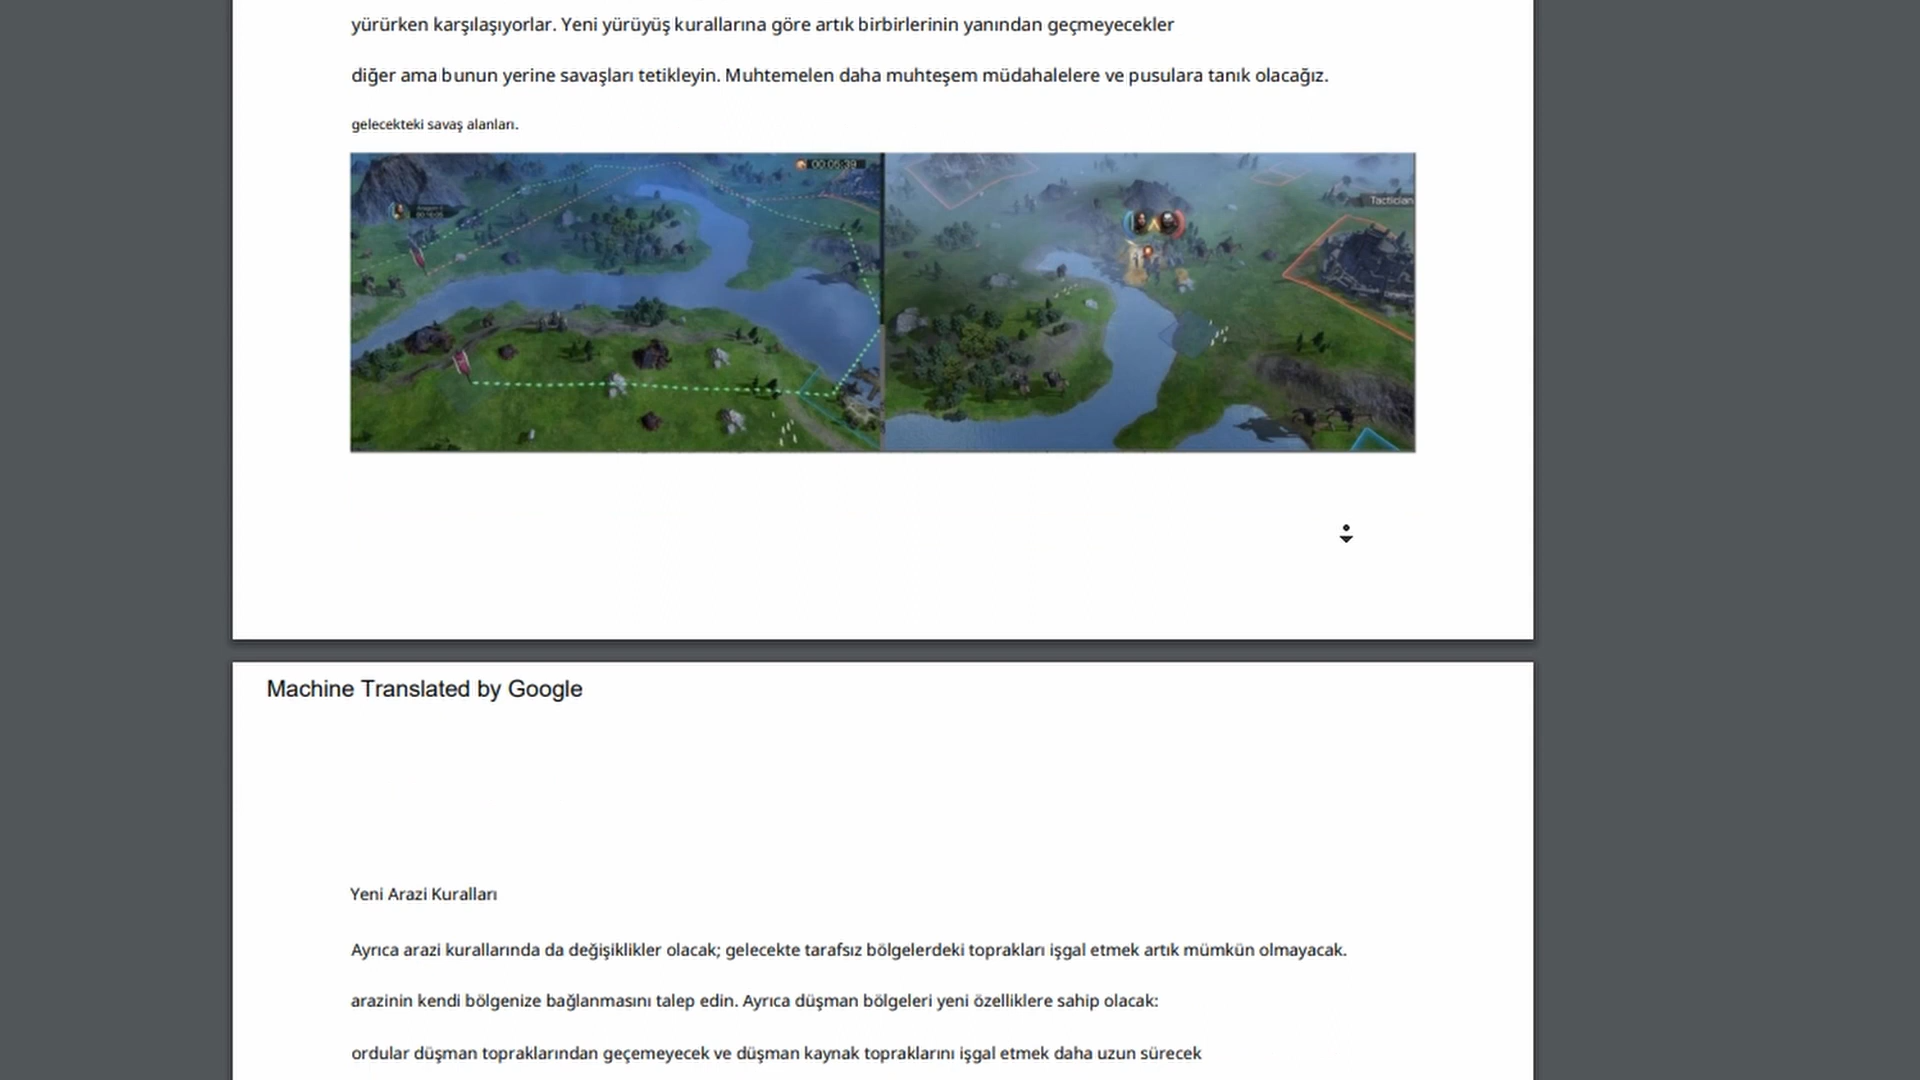 yürürken karşılaşıyorlar. Yeni yürüyüş kurallarına göre artık birbirlerinin yanından geçmeyecekler
diğer ama bunun yerine savaşları tetikleyin. Muhtemelen daha muhteşem müdahalelere ve pusulara tanık olacağız.
gelecekteki savaş alanları.
00:05:39
Tactician
Machine Translated by Google
Yeni Arazi Kuralları
Ayrıca arazi kurallarında da değişiklikler olacak; gelecekte tarafsız bölgelerdeki toprakları işgal etmek artık mümkün olmayacak.
arazinin kendi bölgenize bağlanmasını talep edin. Ayrıca düşman bölgeleri yeni özelliklere sahip olacak:
ordular düşman topraklarından geçemeyecek ve düşman kaynak topraklarını işgal etmek daha uzun sürecek